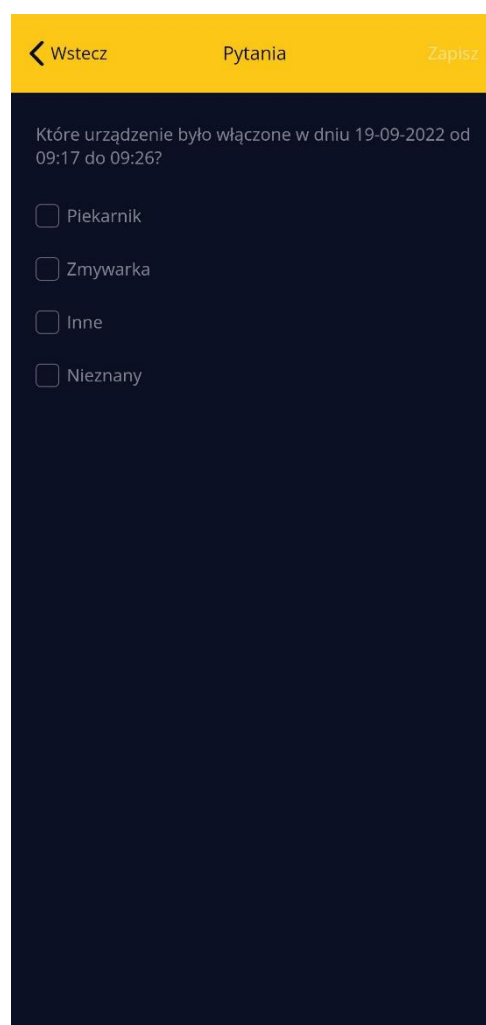 Wstecz Pytania Zapisz
Które urządzenie było włączone w dniu 19-09-2022 od
09:17 do 09:26?
Piekarnik
Zmywarka
Inne
Nieznany